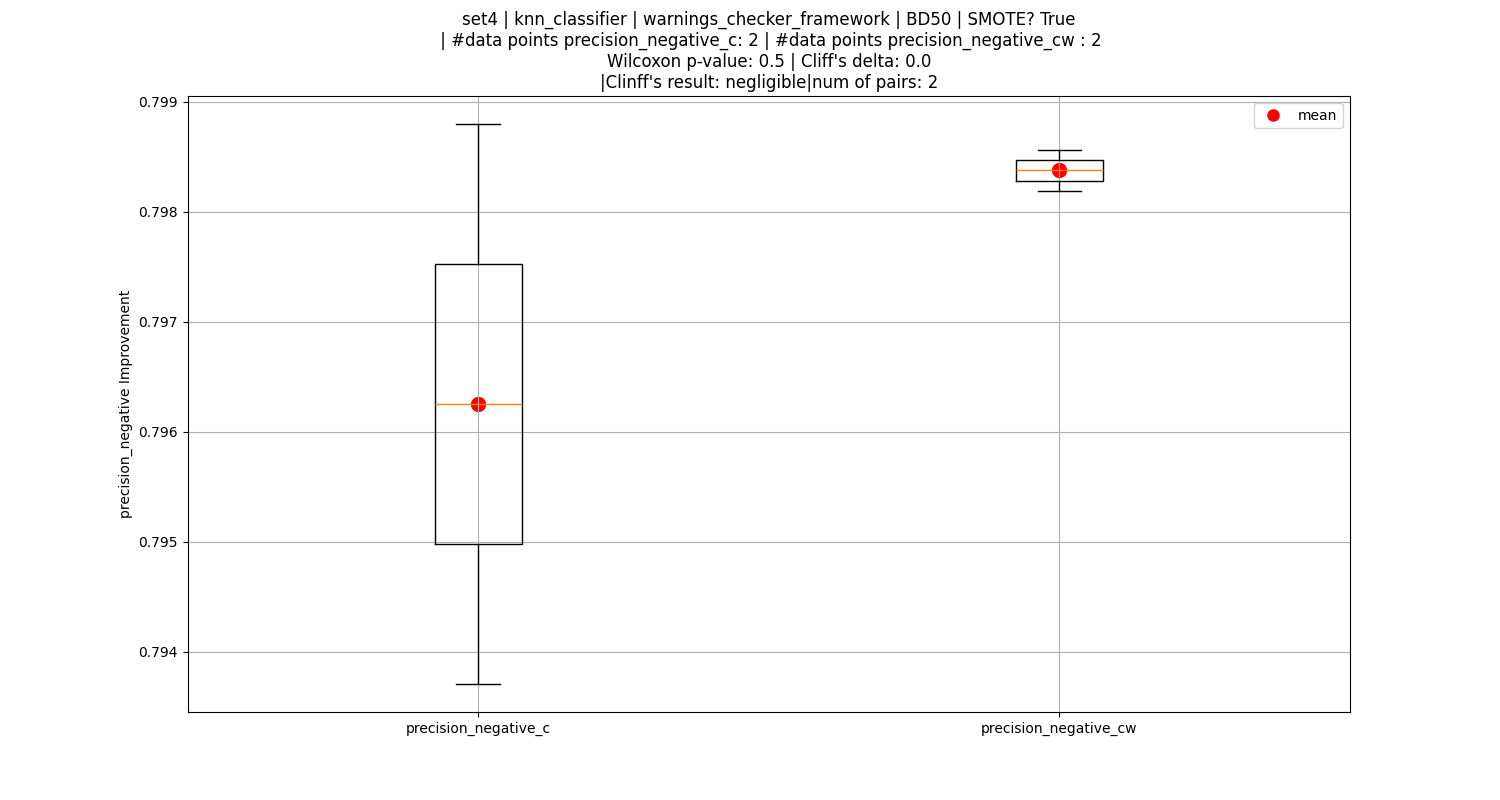 set4 | knn_classifier | warnings_checker_framework | BD50 | SMOTE? True
| #data points precision_negative_c: 2 | #data points precision_negative_cw : 2
Wilcoxon p-value: 0.5 | Cliff's delta: 0.0
|Clinff's result: negligible|num of pairs: 2
mean
precision_negative Improvement
0.799
0.798
0.797
0.796
0.795
0.794
precision_negative_c
precision_negative_cw